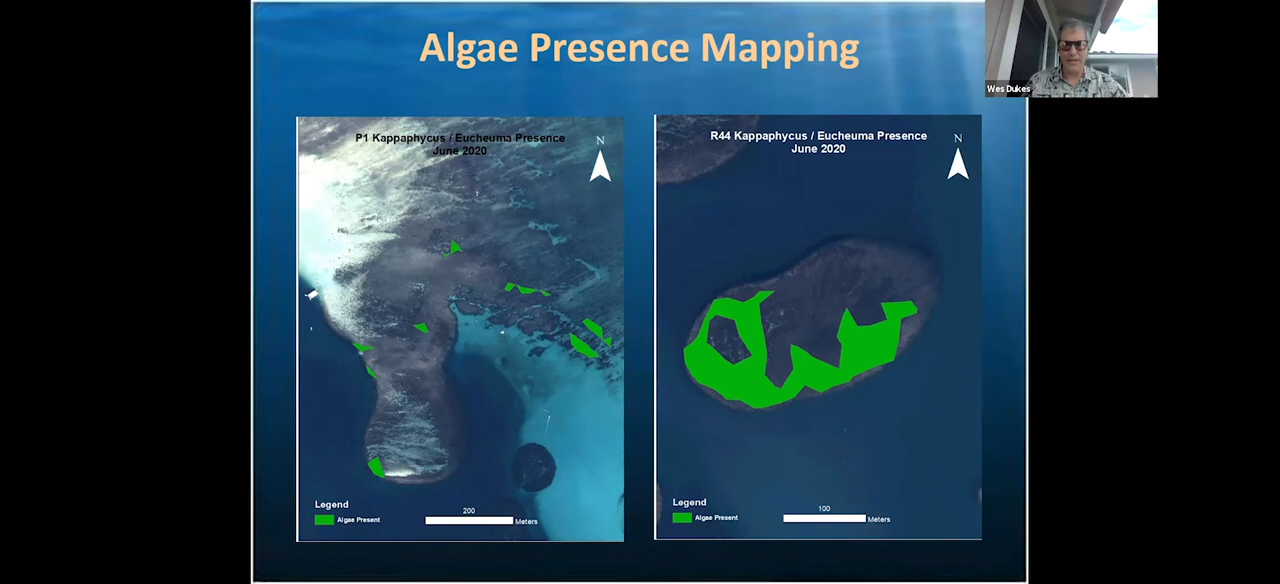 Algae Presence Mapping
Wes Dukes
P1 Kappaphycus / Eucheuma Presence
June 2020
N
Legend
Algae Present
200
Meters
R44 Kappaphycus / Eucheuma Presence
June 2020
N
Legend
Algae Present
100
Meters